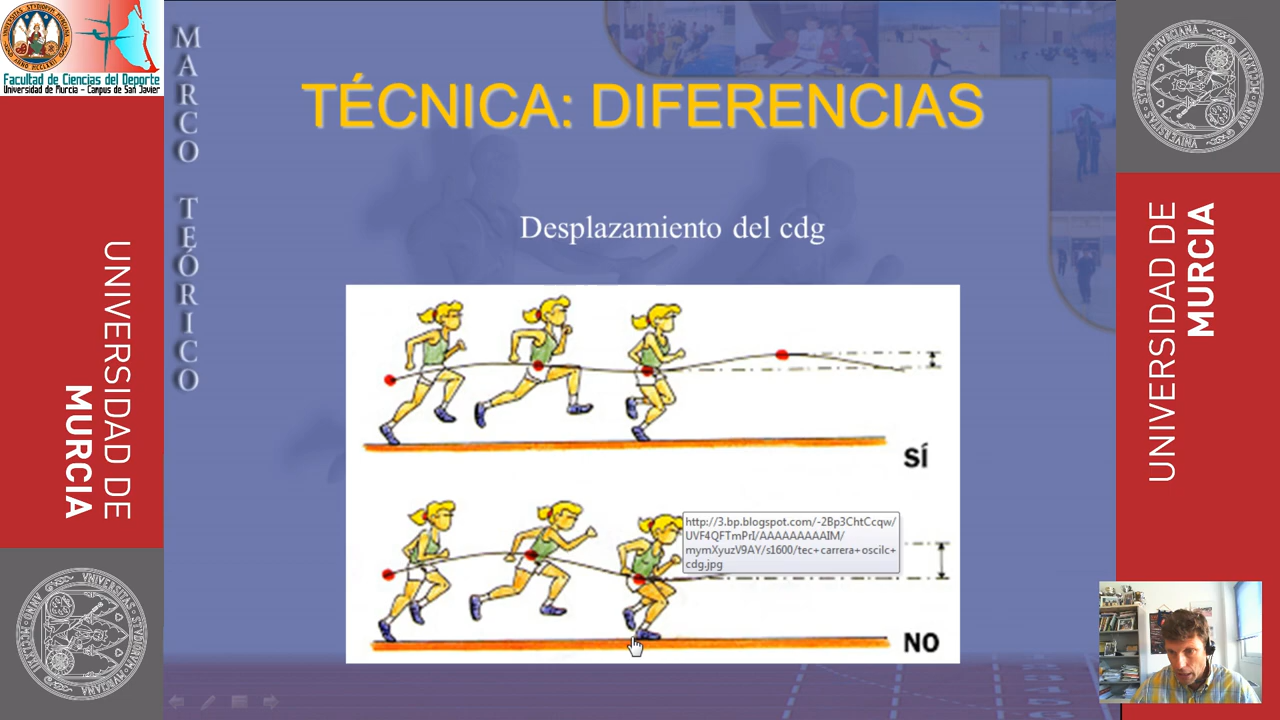 Facultad de Ciencias del Deporte
Universidad de Murcia - Campus de San Javier
MARCO TEÓRICO
TÉCNICA: DIFERENCIAS
Desplazamiento del cdg
SÍ
http://3.bp.blogspot.com/-2Bp3ChtCcqw/
UVF4QFTmPrI/AAAAAAAAAIM/
mymXyuzV9AY/s1600/tec+carrera+oscilc+
cdg.jpg
NO
UNIVERSIDAD DE
MURCIA
UNIVERSIDAD DE
MURCIA